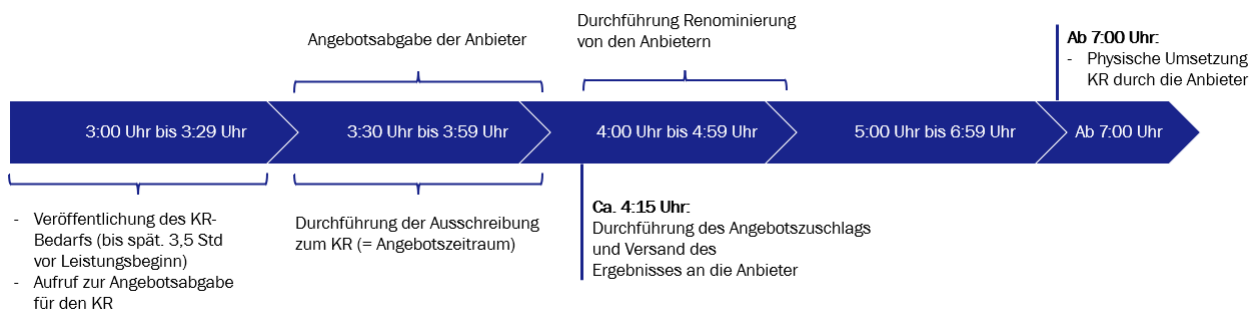 Angebotsabgabe der Anbieter
Durchführung Renominierung
von den Anbietern
Ab 7:00 Uhr:
- Physische Umsetzung
KR durch die Anbieter
3:00 Uhr bis 3:29 Uhr
3:30 Uhr bis 3:59 Uhr
4:00 Uhr bis 4:59 Uhr
5:00 Uhr bis 6:59 Uhr
Ab 7:00 Uhr
- Veröffentlichung des KR-
Bedarfs (bis spät. 3,5 Std
vor Leistungsbeginn)
- Aufruf zur Angebotsabgabe
für den KR
Durchführung der Ausschreibung
zum KR (= Angebotszeitraum)
Ca. 4:15 Uhr:
Durchführung des Angebotszuschlags
und Versand des
Ergebnisses an die Anbieter